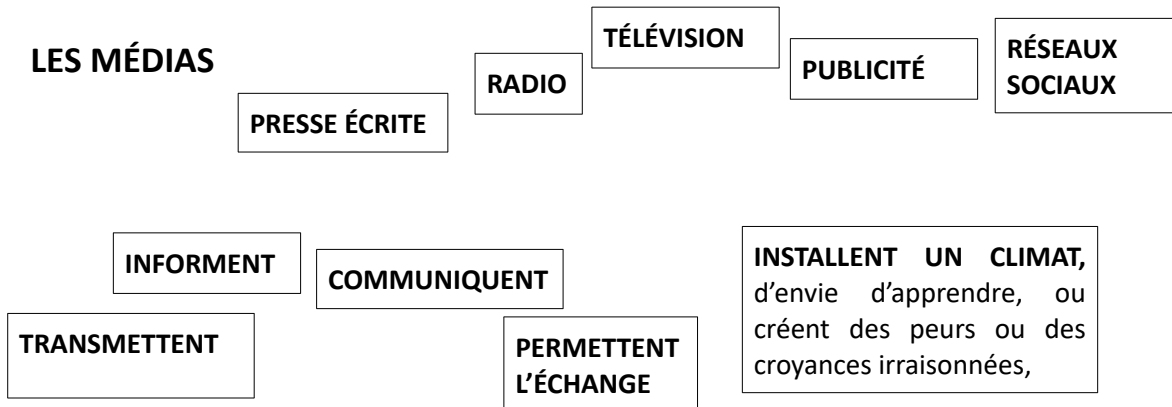 LES MÉDIAS
PRESSE ÉCRITE
RADIO
TÉLÉVISION
PUBLICITÉ
RÉSEAUX
SOCIAUX
TRANSMETTENT
INFORMENT
COMMUNIQUENT
PERMETTENT
L’ÉCHANGE
INSTALLENT UN CLIMAT,
d’envie d’apprendre, ou
créent des peurs ou des
croyances irraisonnées,